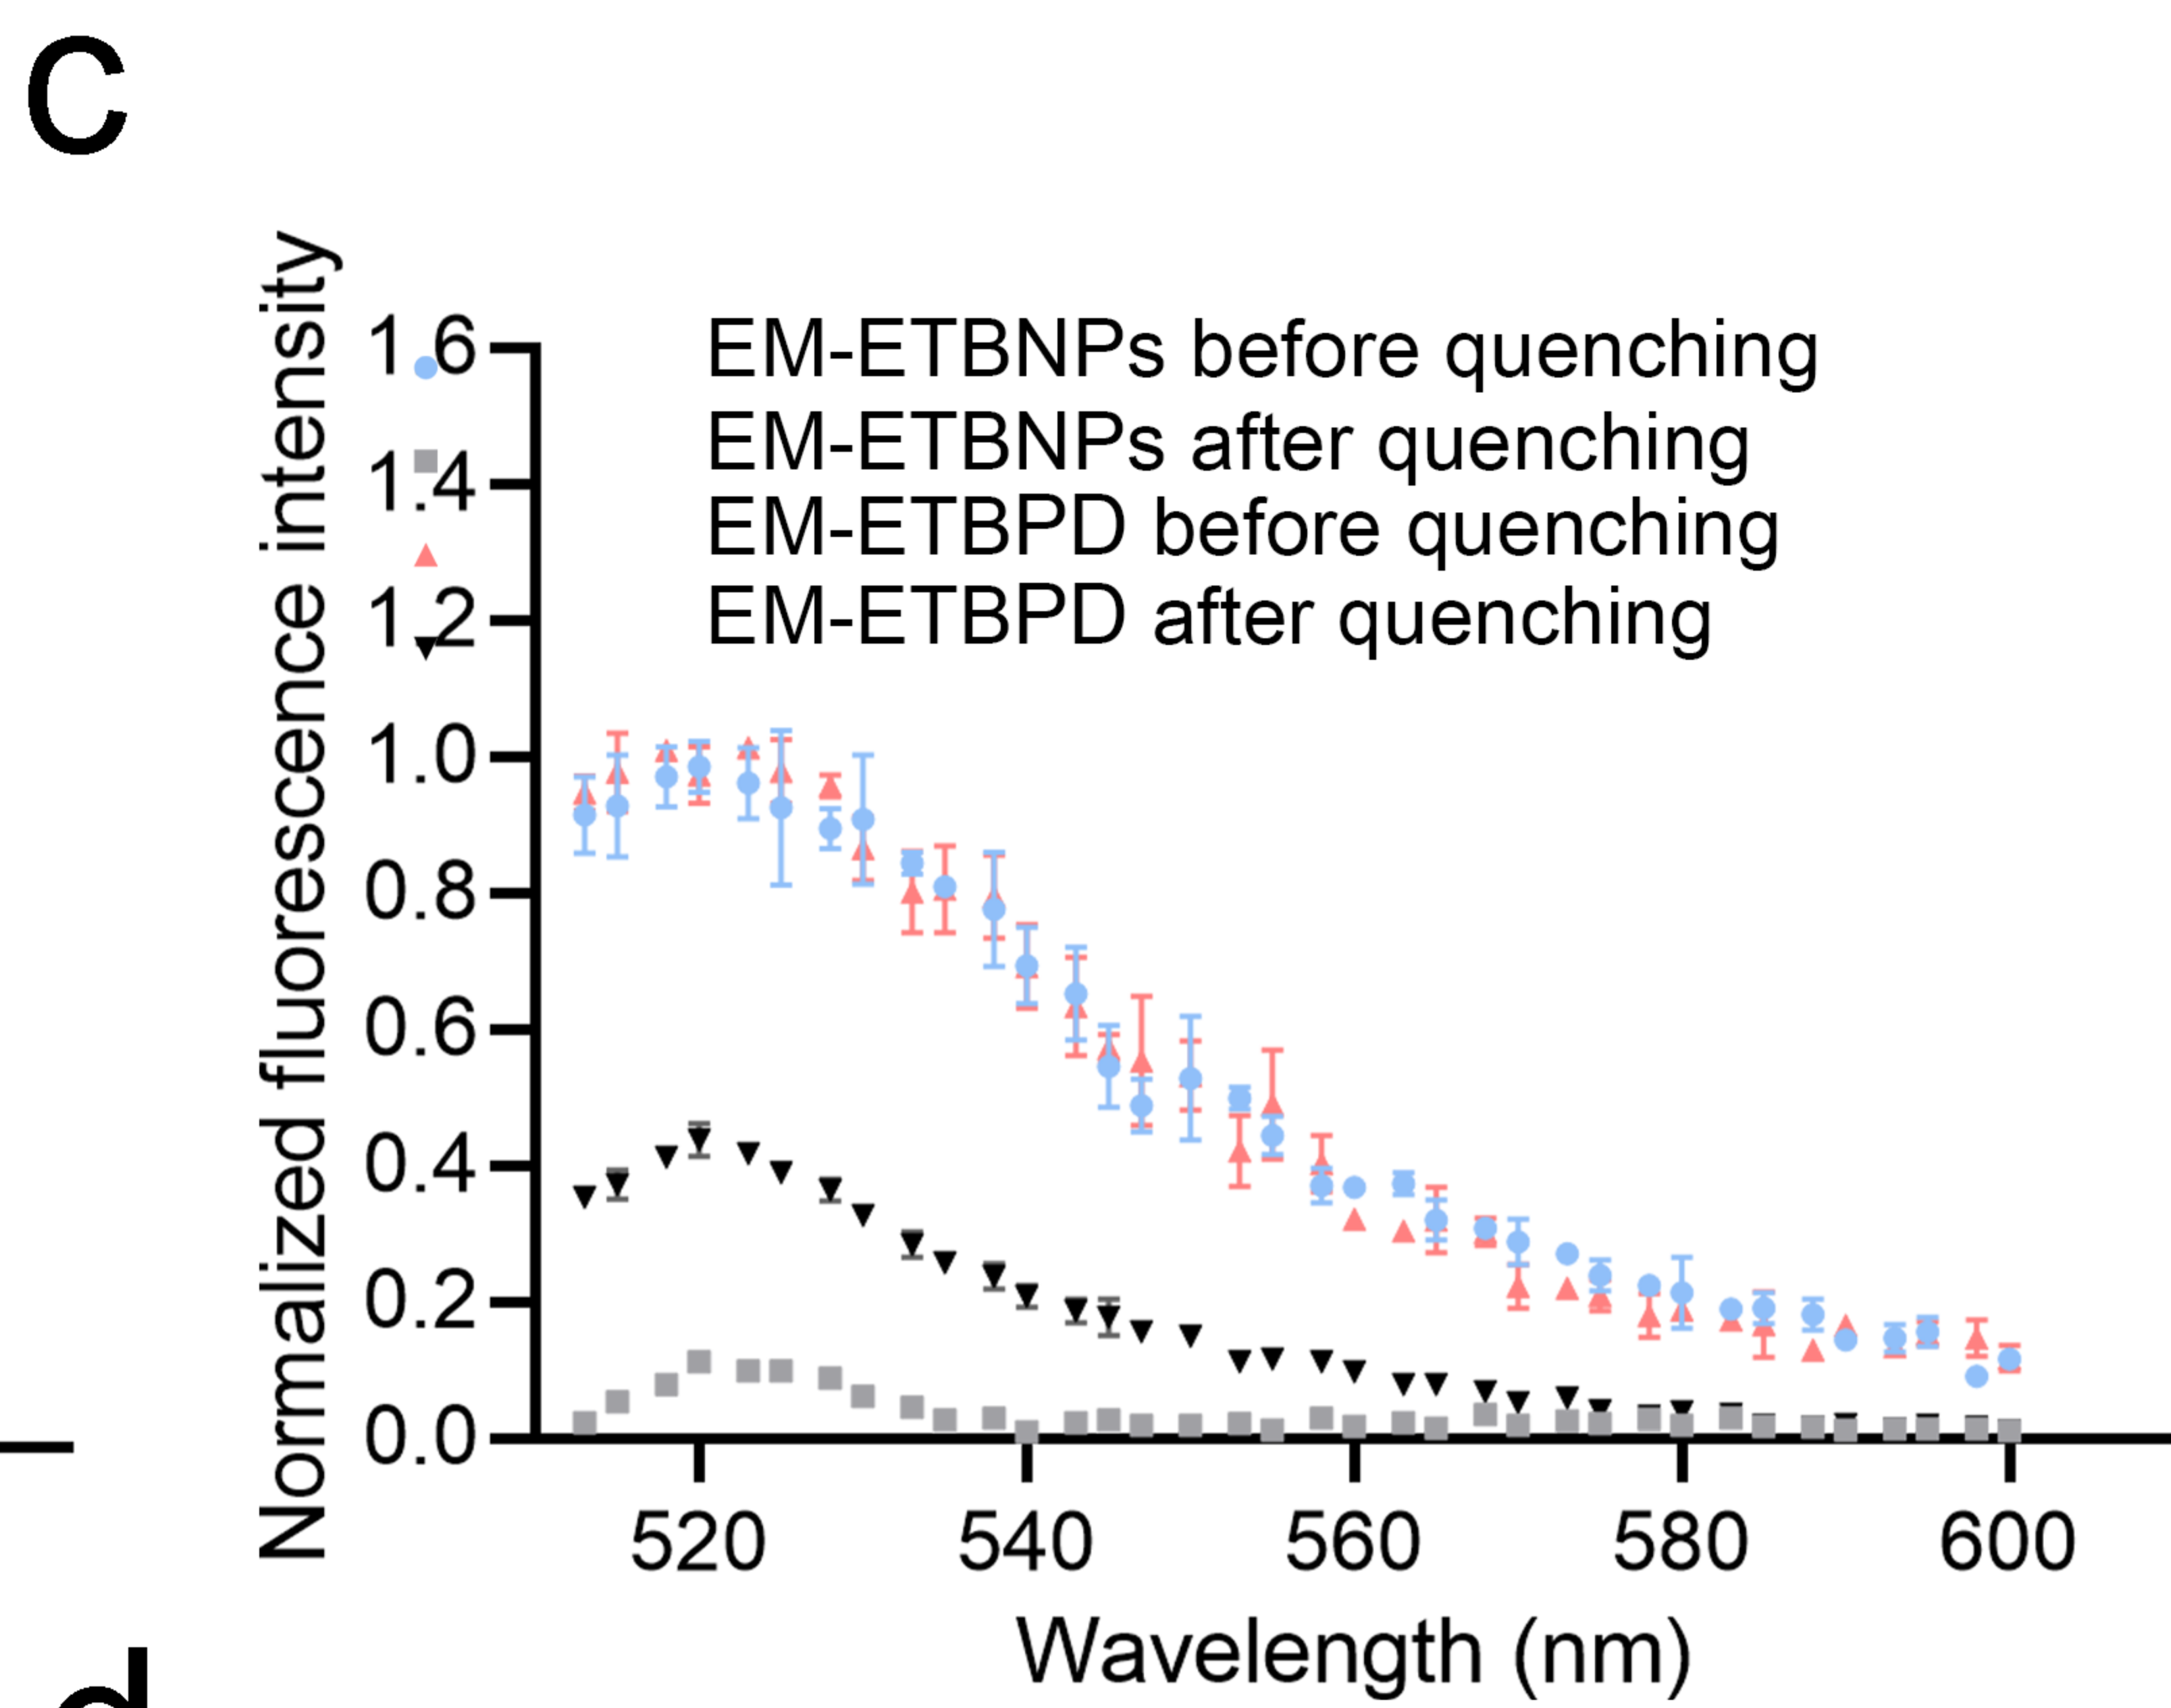 C
Normalized fluorescence intensity
1.6
1.4
1.2
1.0
0.8
0.6
0.4
0.2
0.0
EM-ETBNPs before quenching
EM-ETBNPs after quenching
EM-ETBPD before quenching
EM-ETBPD after quenching
520 540 560 580 600
Wavelength (nm)
d